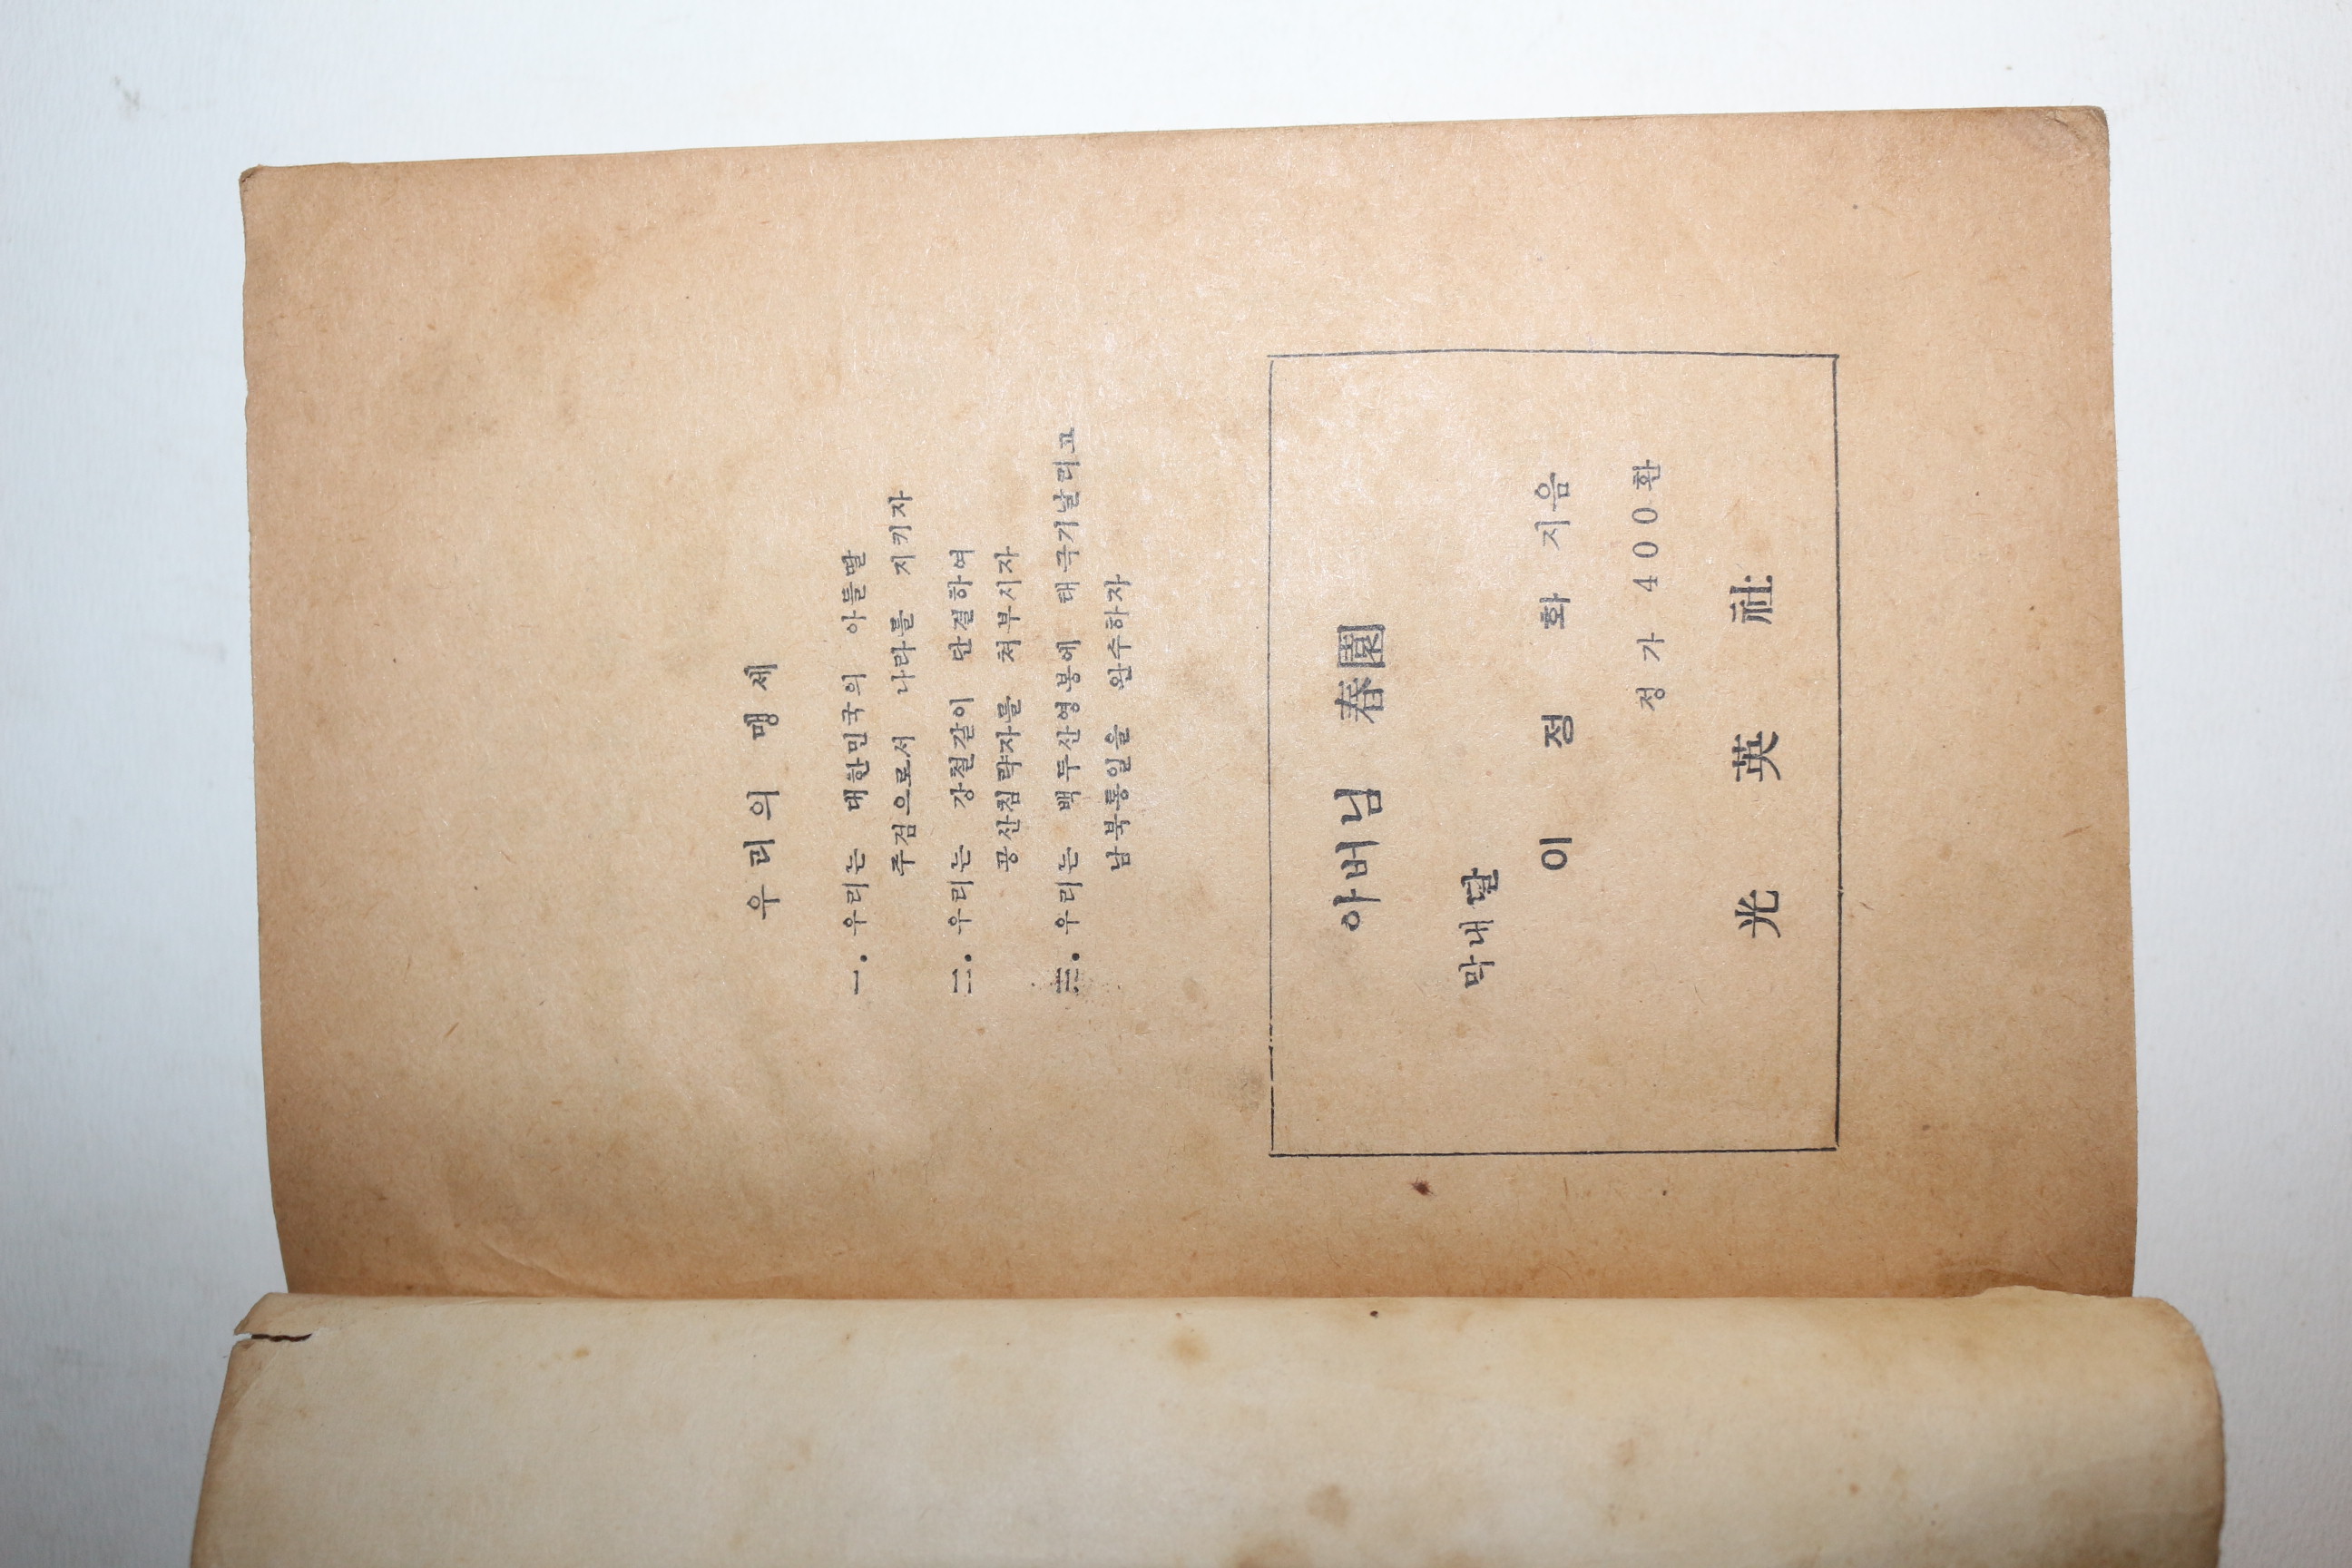 우리의 맹세
一. 우리는 대한민국의 아들딸
주검으로서 나라를 지키자
二. 우리는 강철같이 단결하여
공산침략자를 처부시자
三. 우리는 백두산영봉에 태극기날리고
남북통일을 완수하자
아버님 春園
막내딸
이 정 화 지음
정가 400환
光 英 社